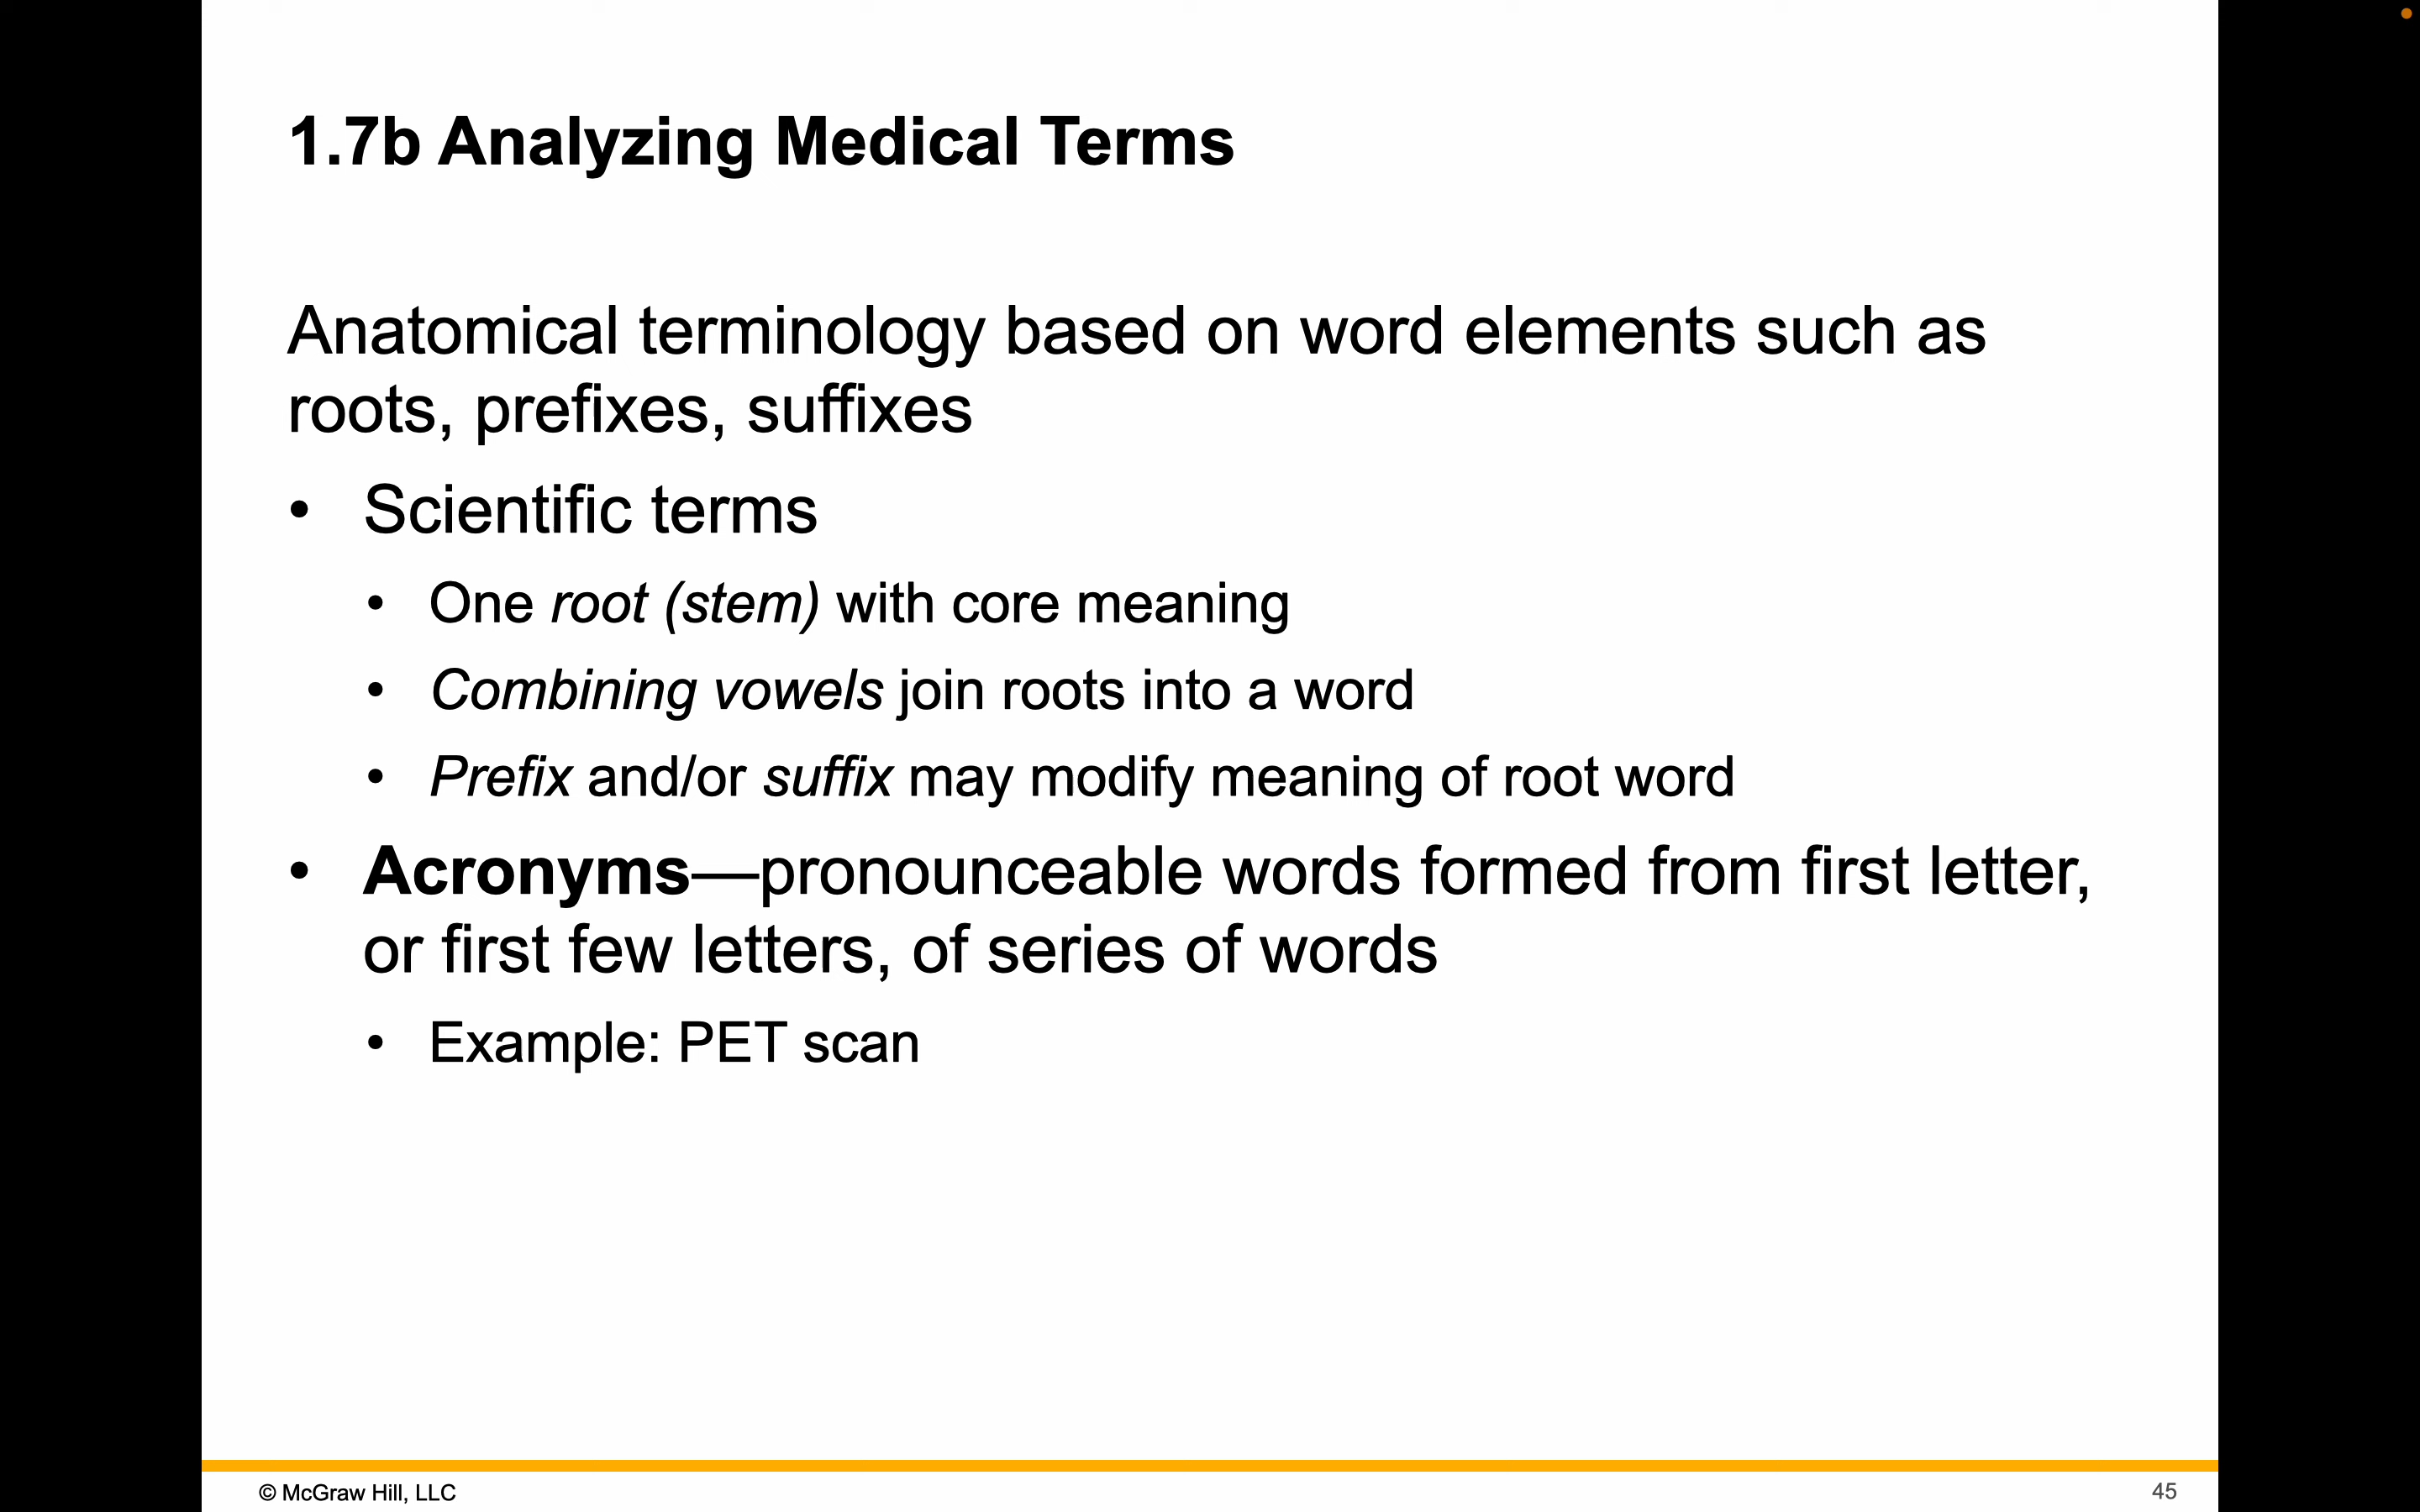 1.7b Analyzing Medical Terms
Anatomical terminology based on word elements such as
roots, prefixes, suffixes
• Scientific terms
• One root (stem) with core meaning
• Combining vowels join roots into a word
• Prefix and/or suffix may modify meaning of root word
• Acronyms—pronounceable words formed from first letter,
or first few letters, of series of words
• Example: PET scan
© McGraw Hill, LLC
45